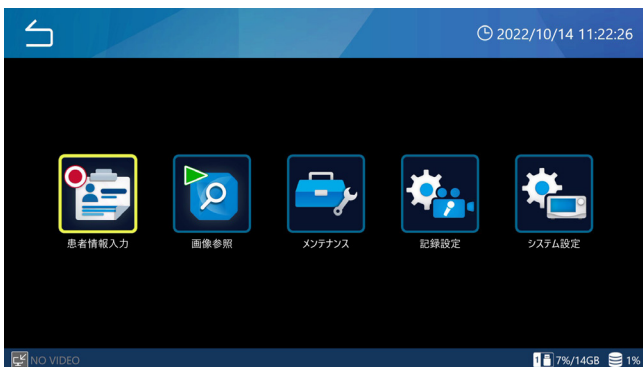 2022/10/14 11:22:26
患者情報入力
画像参照
メンテナンス
記録設定
システム設定
NO VIDEO
1 7%/14GB 1%